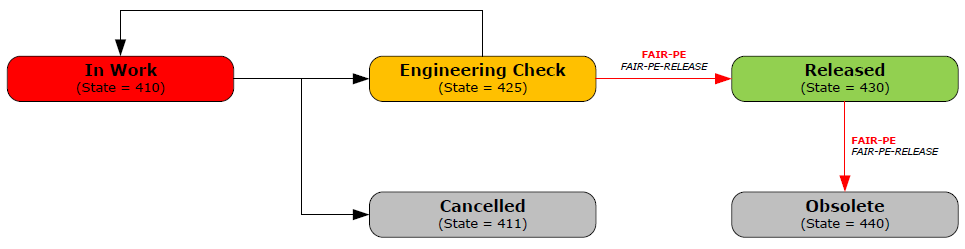 In Work
(State = 410)
Engineering Check
(State = 425)
FAIR-PE
FAIR-PE-RELEASE
Released
(State = 430)
FAIR-PE
FAIR-PE-RELEASE
Cancelled
(State = 411)
Obsolete
(State = 440)